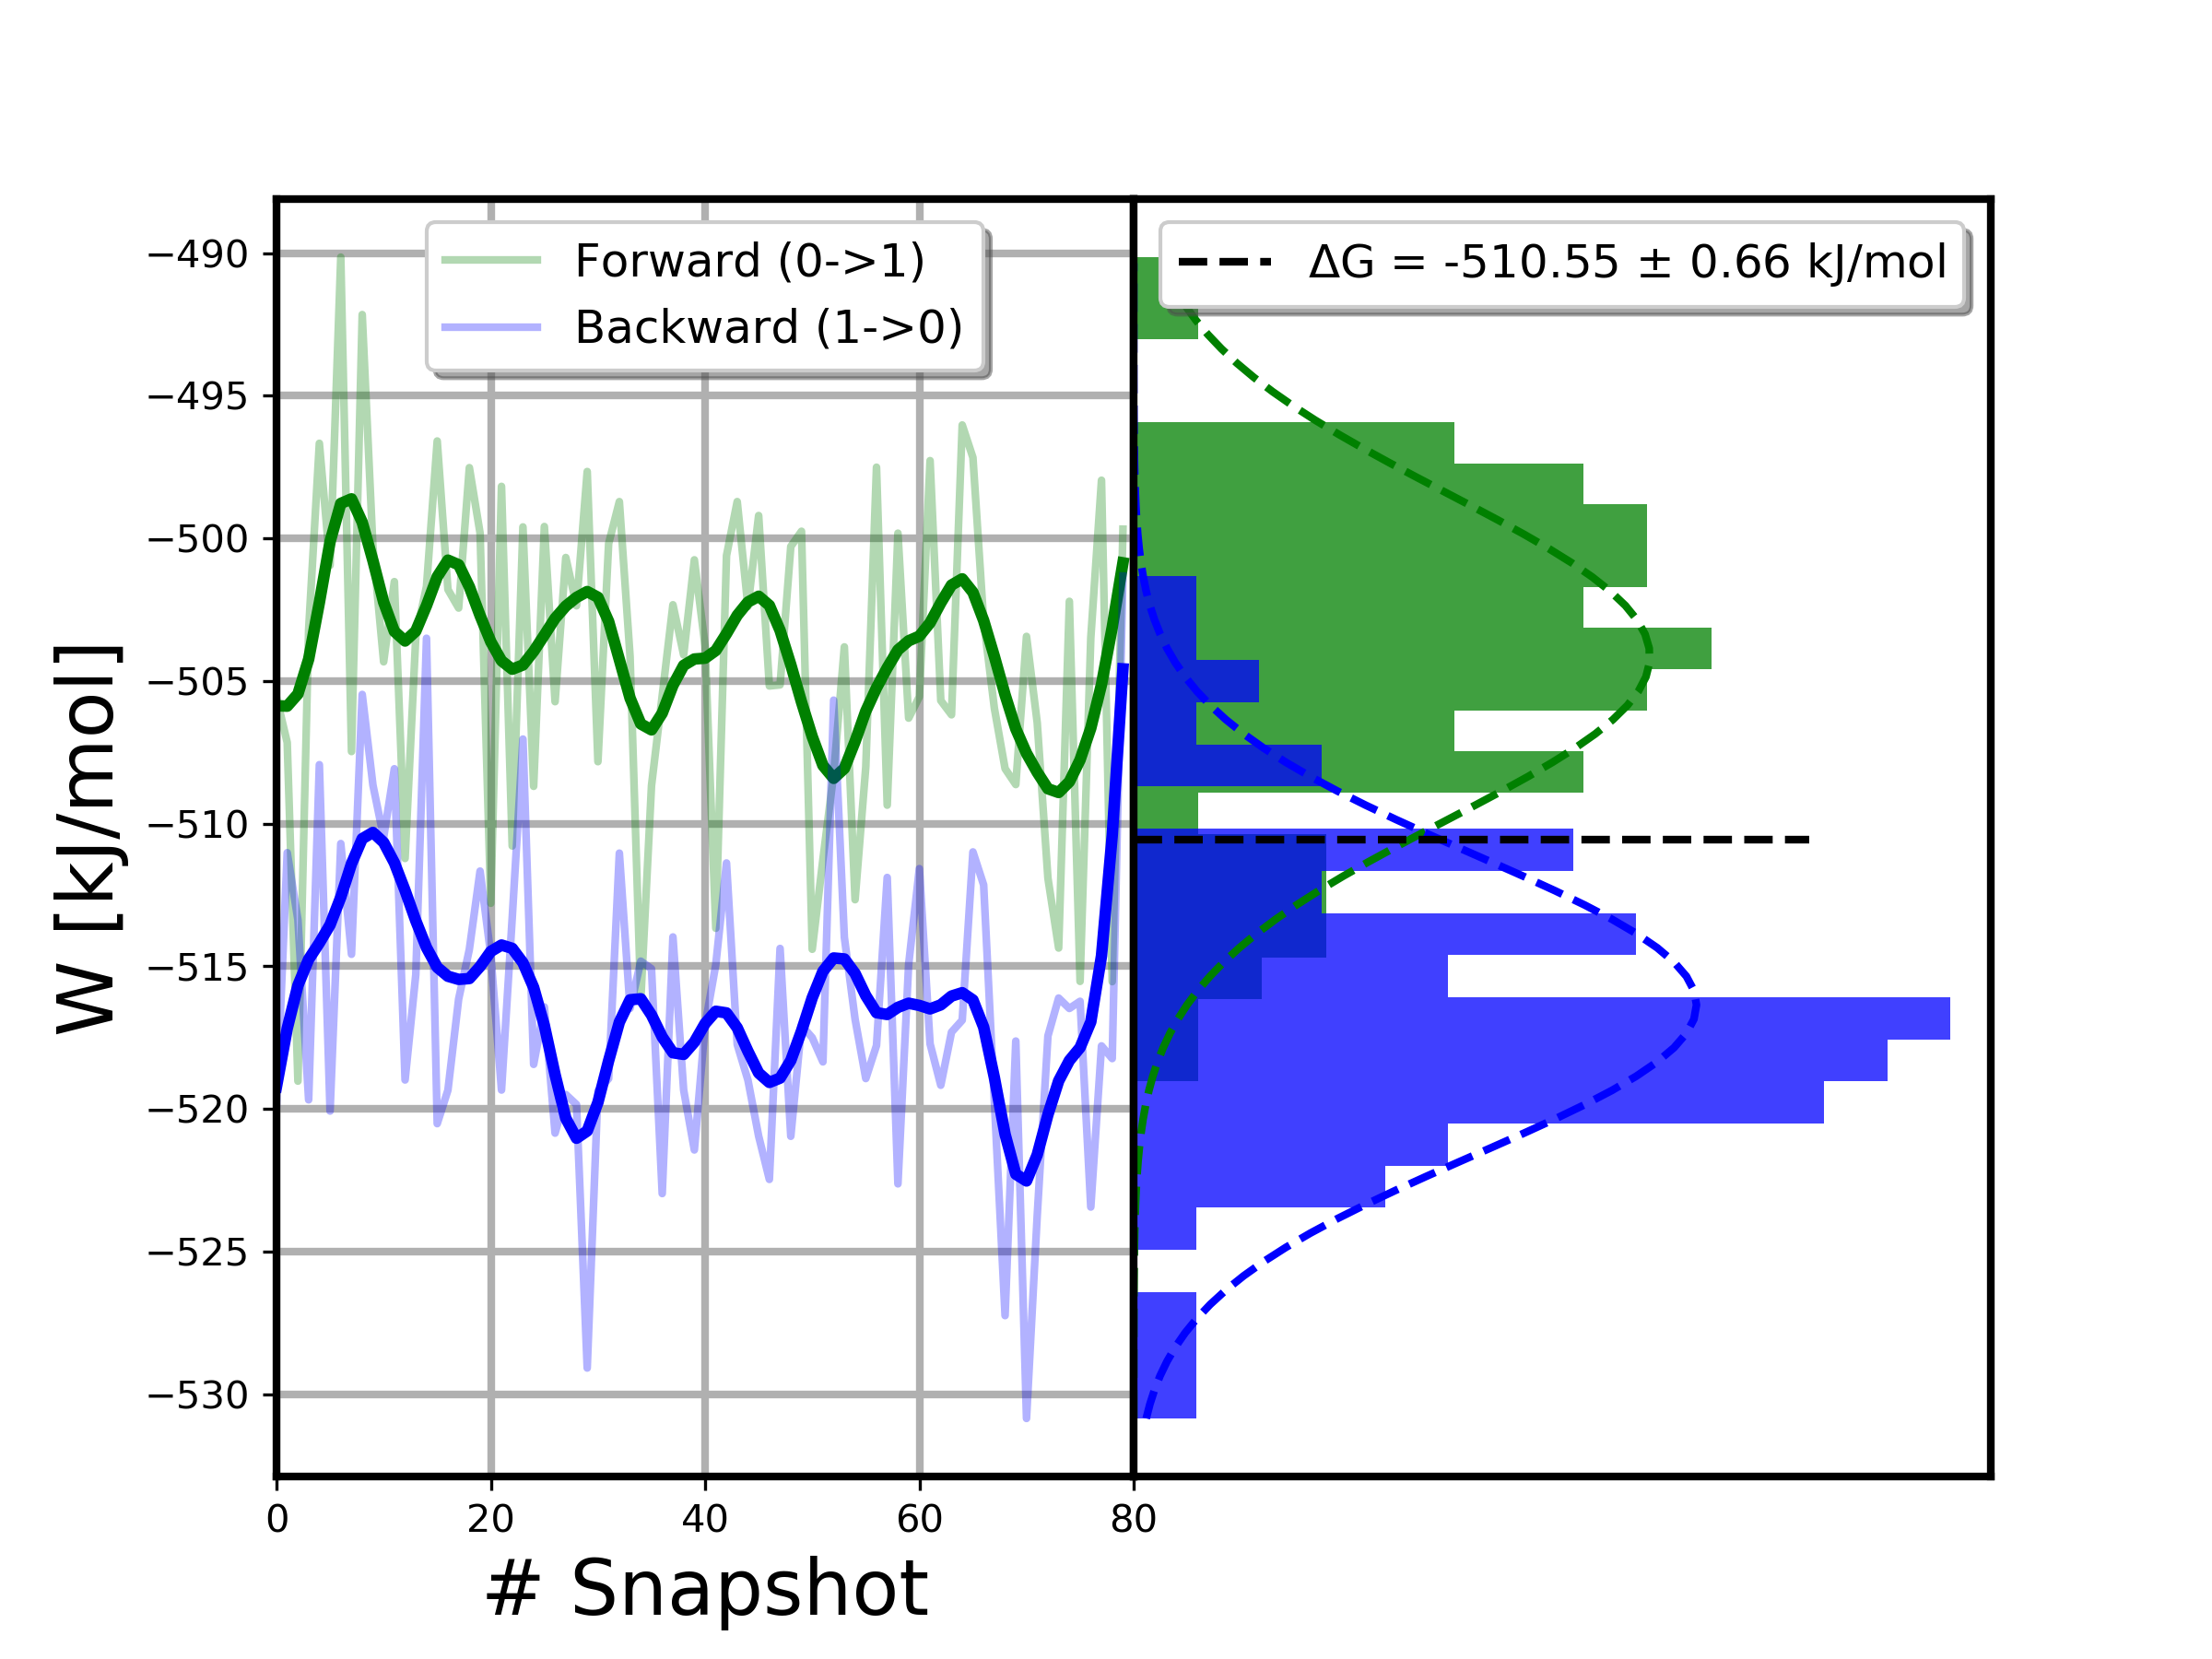 Forward (0->1)
Backward (1->0)
ΔG = -510.55 ± 0.66 kJ/mol
W [kJ/mol]
−490
−495
−500
−505
−510
−515
−520
−525
−530
0 20 40 60 80
# Snapshot